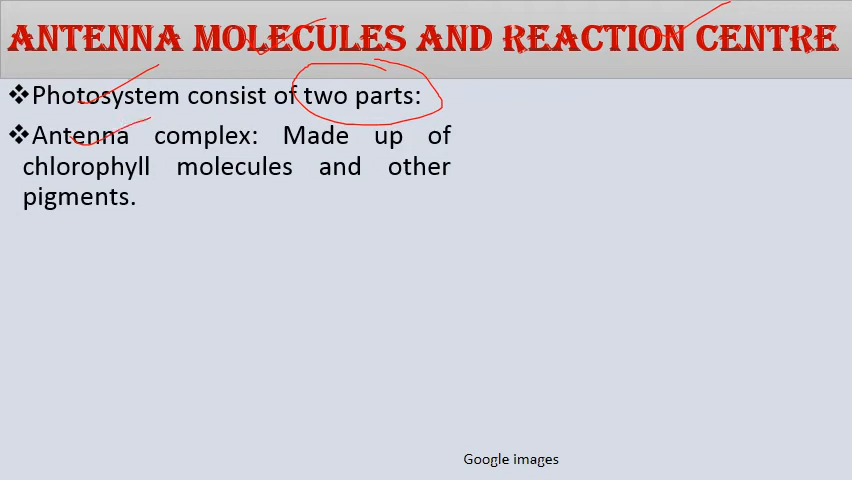 ANTENNA MOLECULES AND REACTION CENTRE
❖Photosystem consist of two parts:
❖Antenna complex: Made up of
chlorophyll molecules and other
pigments.
Google images